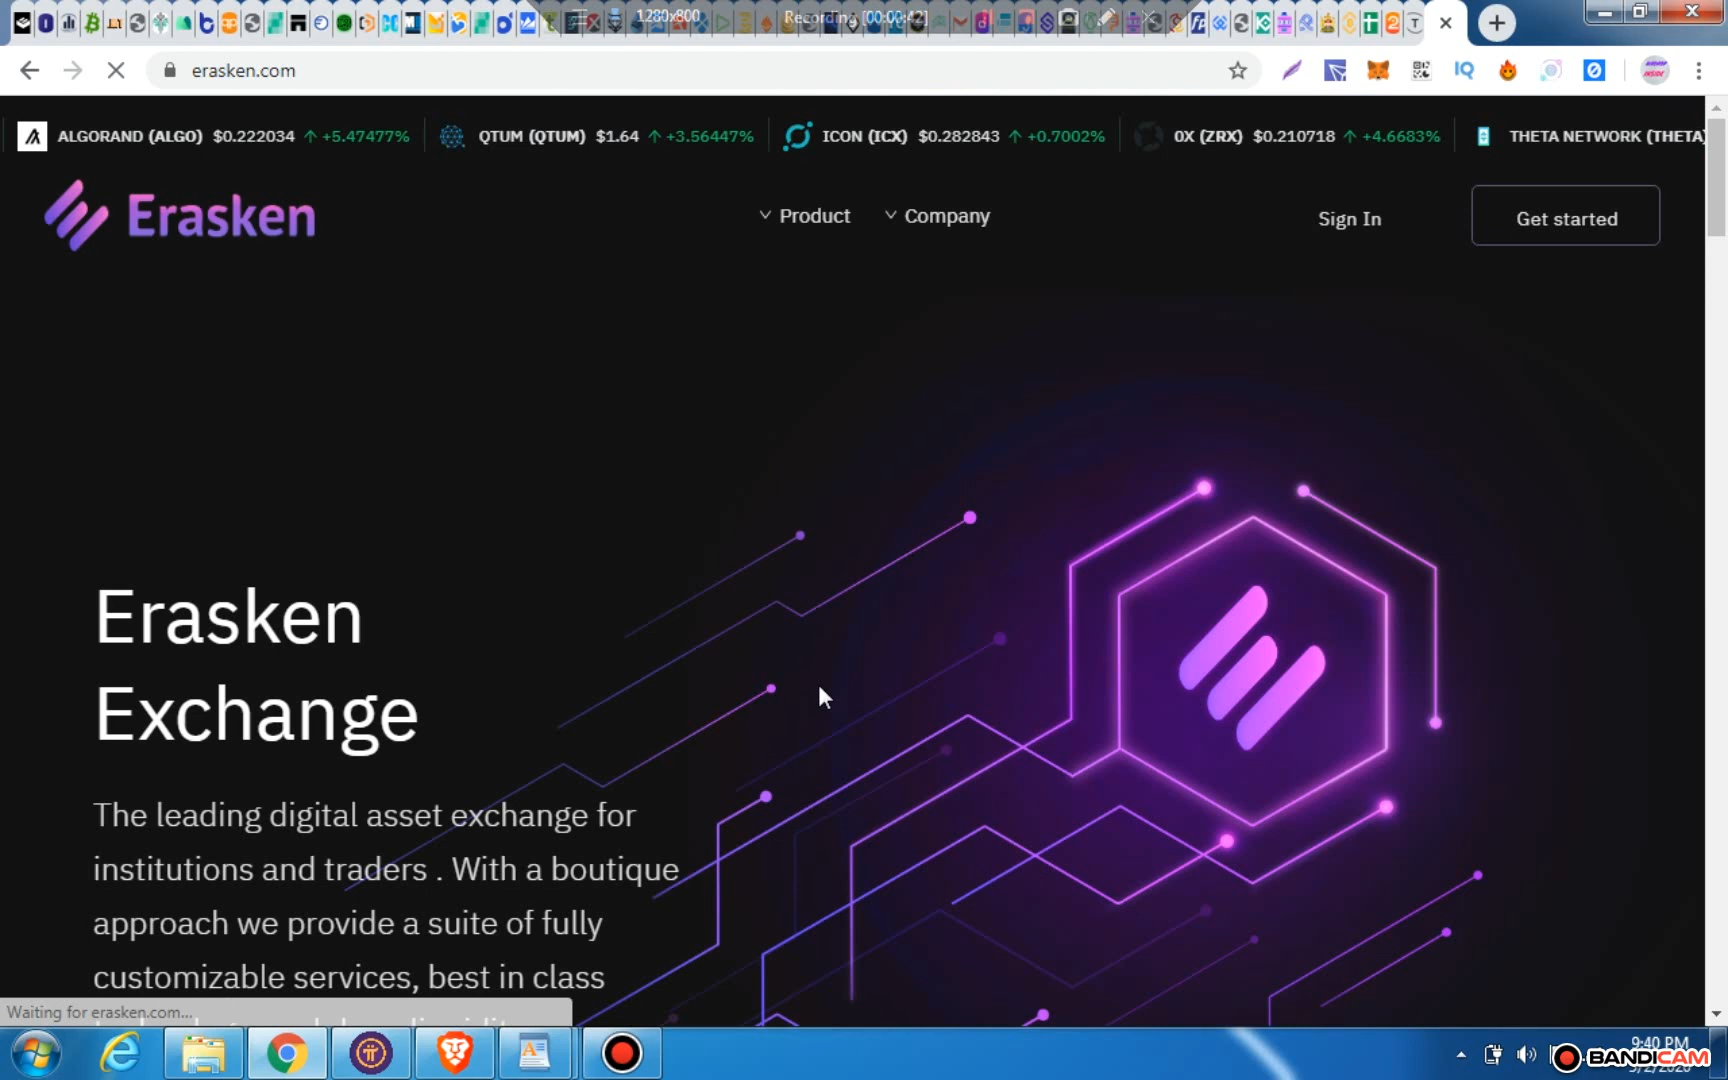 1280x800
Recording [00:00:42]
erasken.com
ALGORAND (ALGO) $0.222034 ↑ +5.47477%
QTUM (QTUM) $1.64 ↑ +3.56447%
ICON (ICX) $0.282843 ↑ +0.7002%
0X (ZRX) $0.210718 ↑ +4.6683%
THETA NETWORK (THETA)
Erasken
Product
Company
Sign In
Get started
Erasken
Exchange
The leading digital asset exchange for
institutions and traders . With a boutique
approach we provide a suite of fully
customizable services, best in class
Waiting for erasken.com...
9:40 PM
BANDICAM